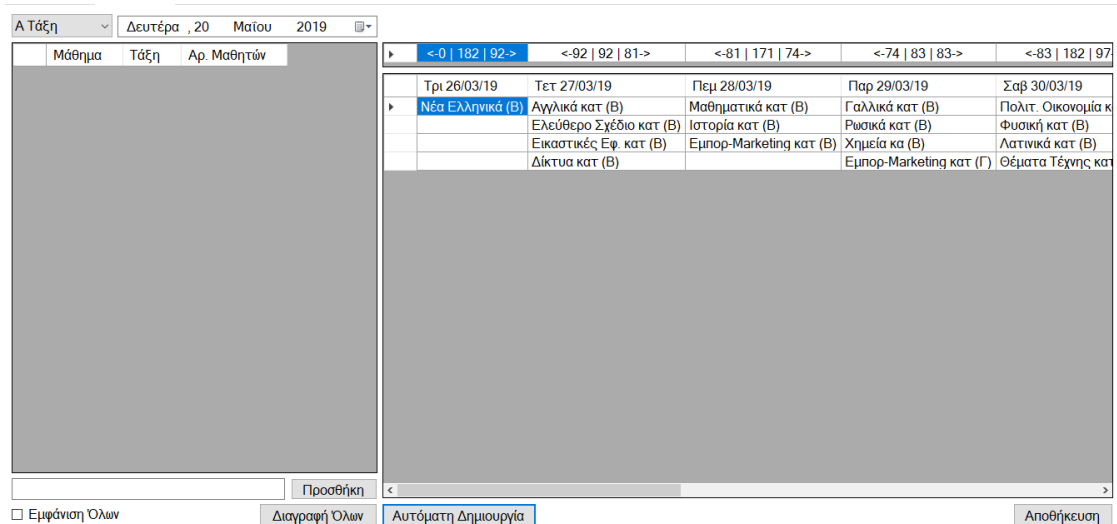 Α Τάξη Δευτέρα , 20 Μαΐου 2019
Μάθημα Τάξη Αρ. Μαθητών
<-0 | 182 | 92-> <-92 | 92 | 81-> <-81 | 171 | 74-> <-74 | 83 | 83-> <-83 | 182 | 97-
Τρι 26/03/19 Τετ 27/03/19 Πεμ 28/03/19 Παρ 29/03/19 Σαβ 30/03/19
Νέα Ελληνικά (Β) Αγγλικά κατ (Β) Μαθηματικά κατ (Β) Γαλλικά κατ (Β) Πολιτ. Οικονομία κ
Ελεύθερο Σχέδιο κατ (Β) Ιστορία κατ (Β) Ρωσικά κατ (Β) Φυσική κατ (Β)
Εικαστικές Εφ. κατ (Β) Εμπορ-Marketing κατ (Β) Χημεία κα (Β) Λατινικά κατ (Β)
Δίκτυα κατ (Β) Εμπορ-Marketing κατ (Γ) Θέματα Τέχνης κατ
Προσθήκη
Εμφάνιση Όλων Διαγραφή Όλων Αυτόματη Δημιουργία Αποθήκευση